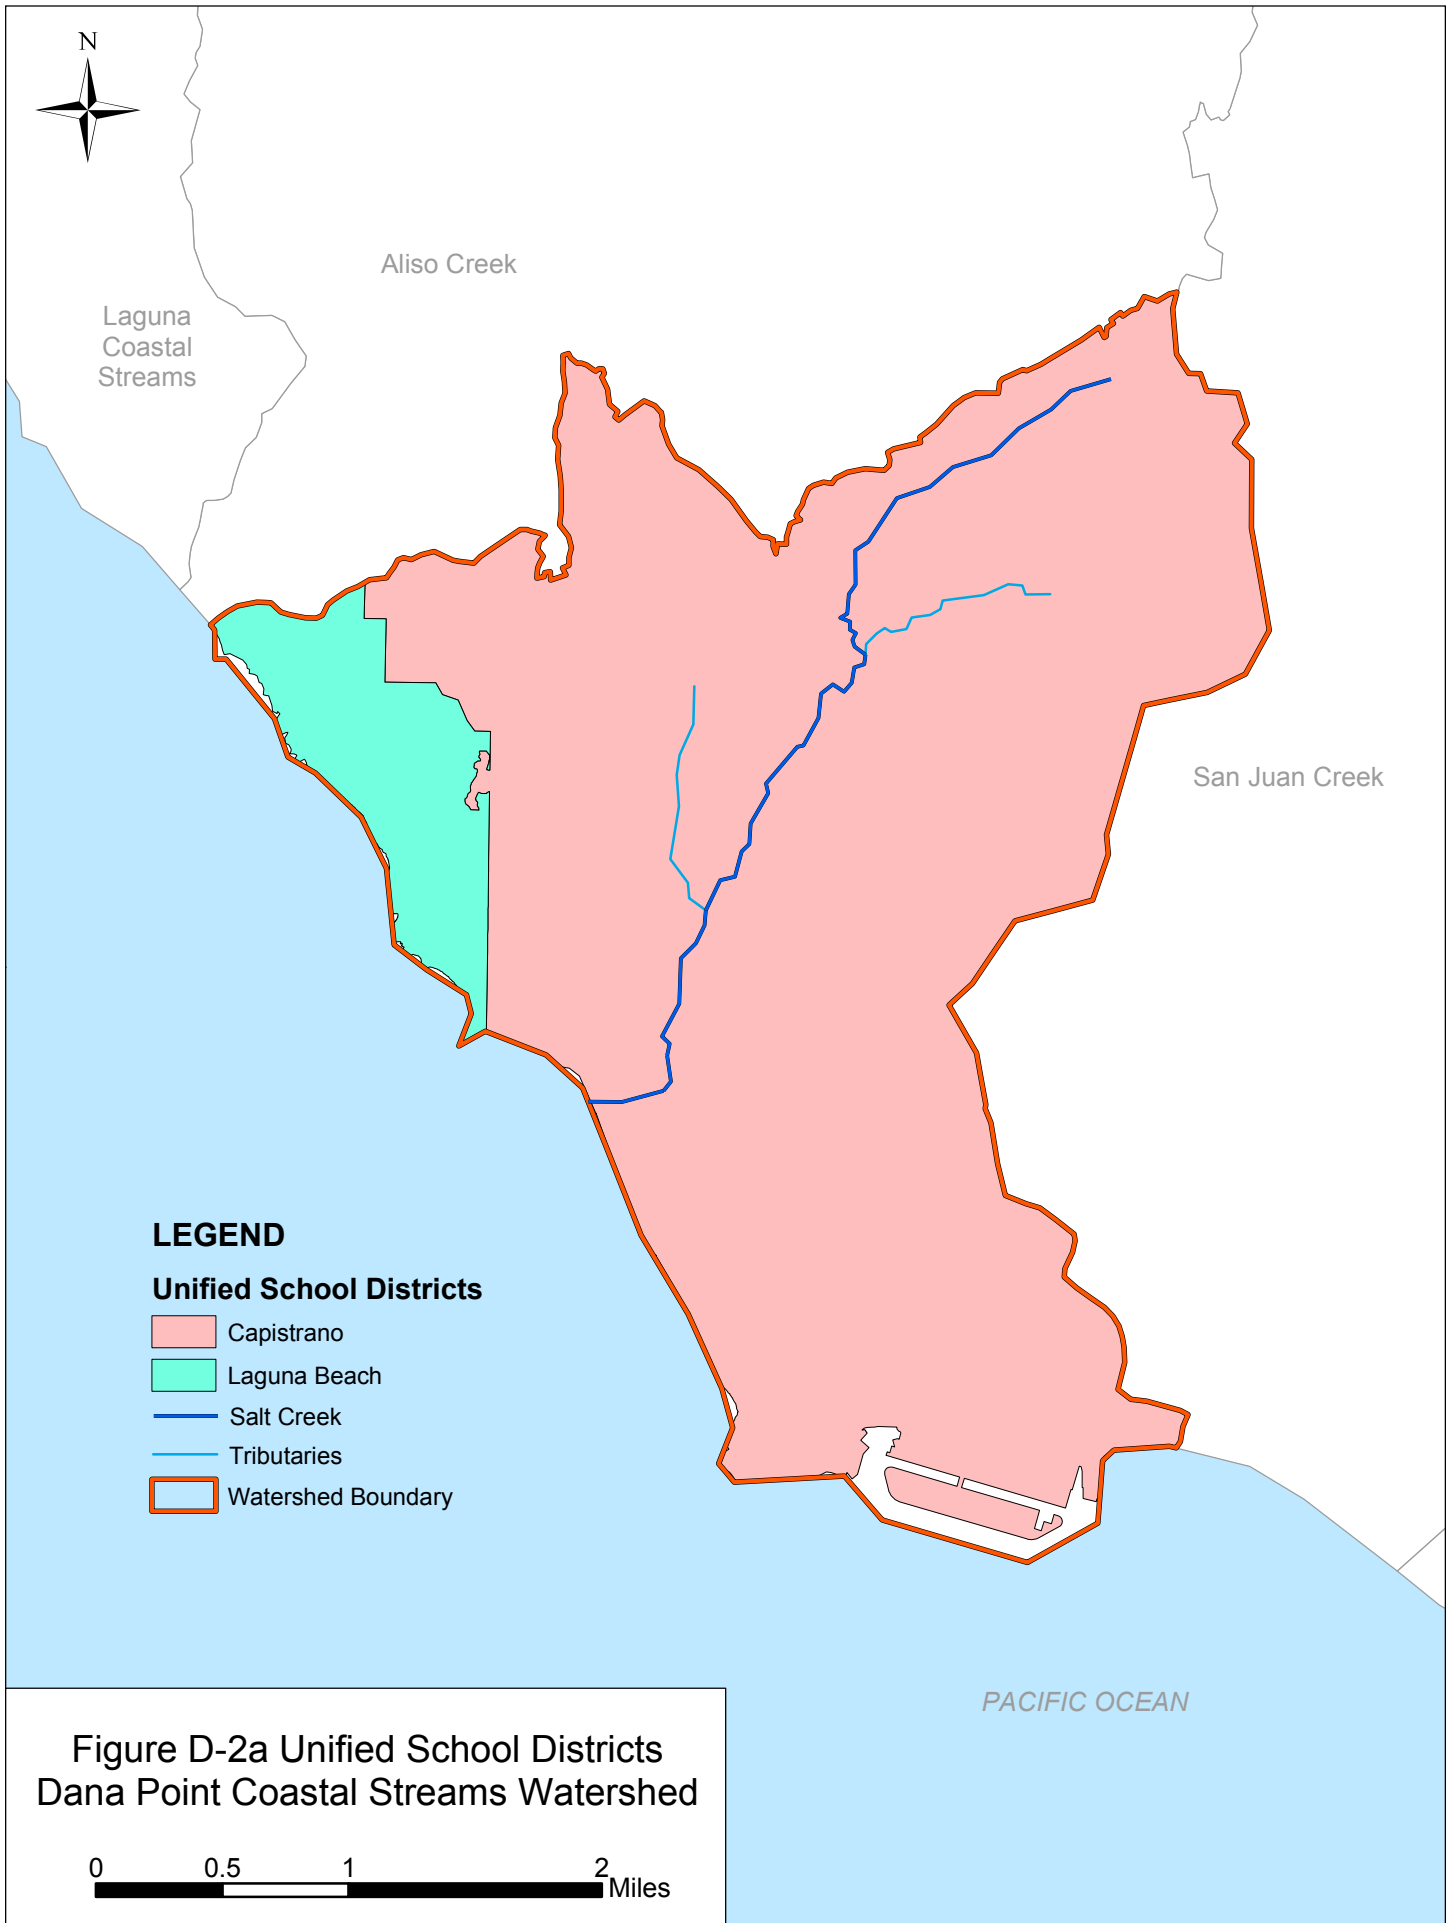 N
Aliso Creek
Laguna
Coastal
Streams
San Juan Creek
LEGEND
Unified School Districts
Capistrano
Laguna Beach
Salt Creek
Tributaries
Watershed Boundary
PACIFIC OCEAN
Figure D-2a Unified School Districts
Dana Point Coastal Streams Watershed
0 0.5 1 2
Miles